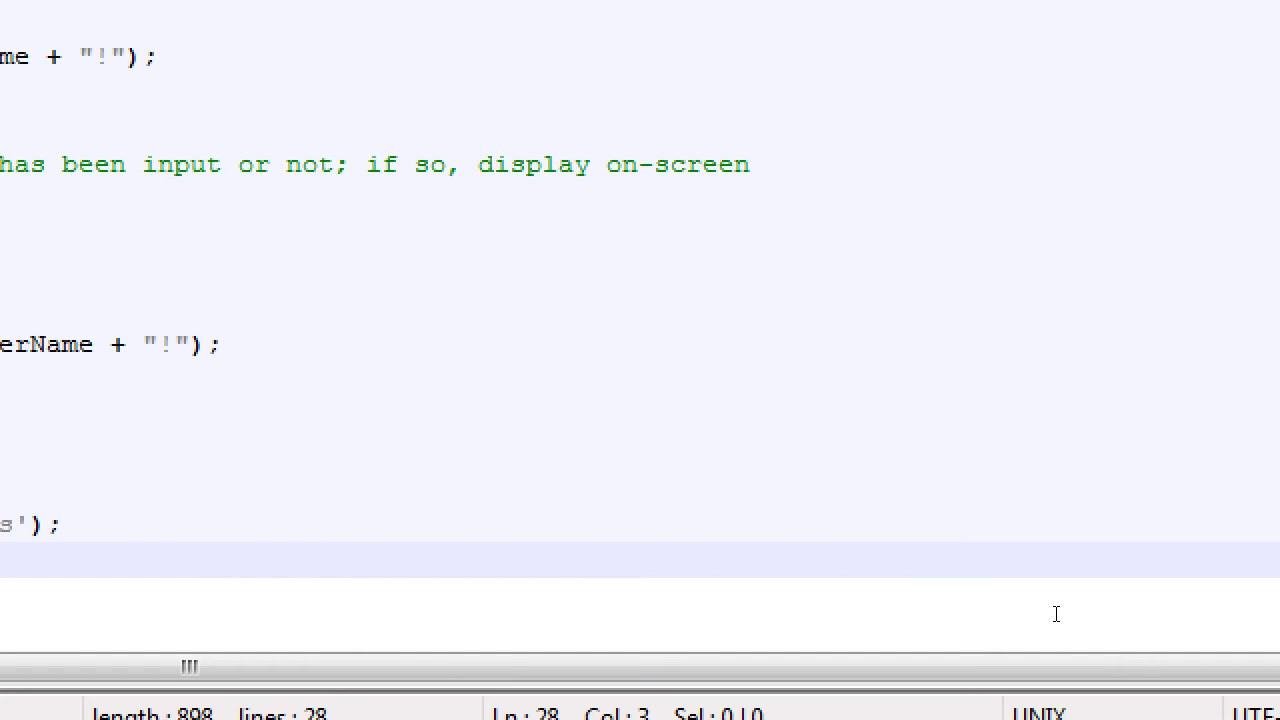 me + "!");
has been input or not; if so, display on-screen
erName + "!");
s');
length : 898 lines : 28 Ln : 28 Col : 3 Sel : 0 | 0 UNIX UTF-